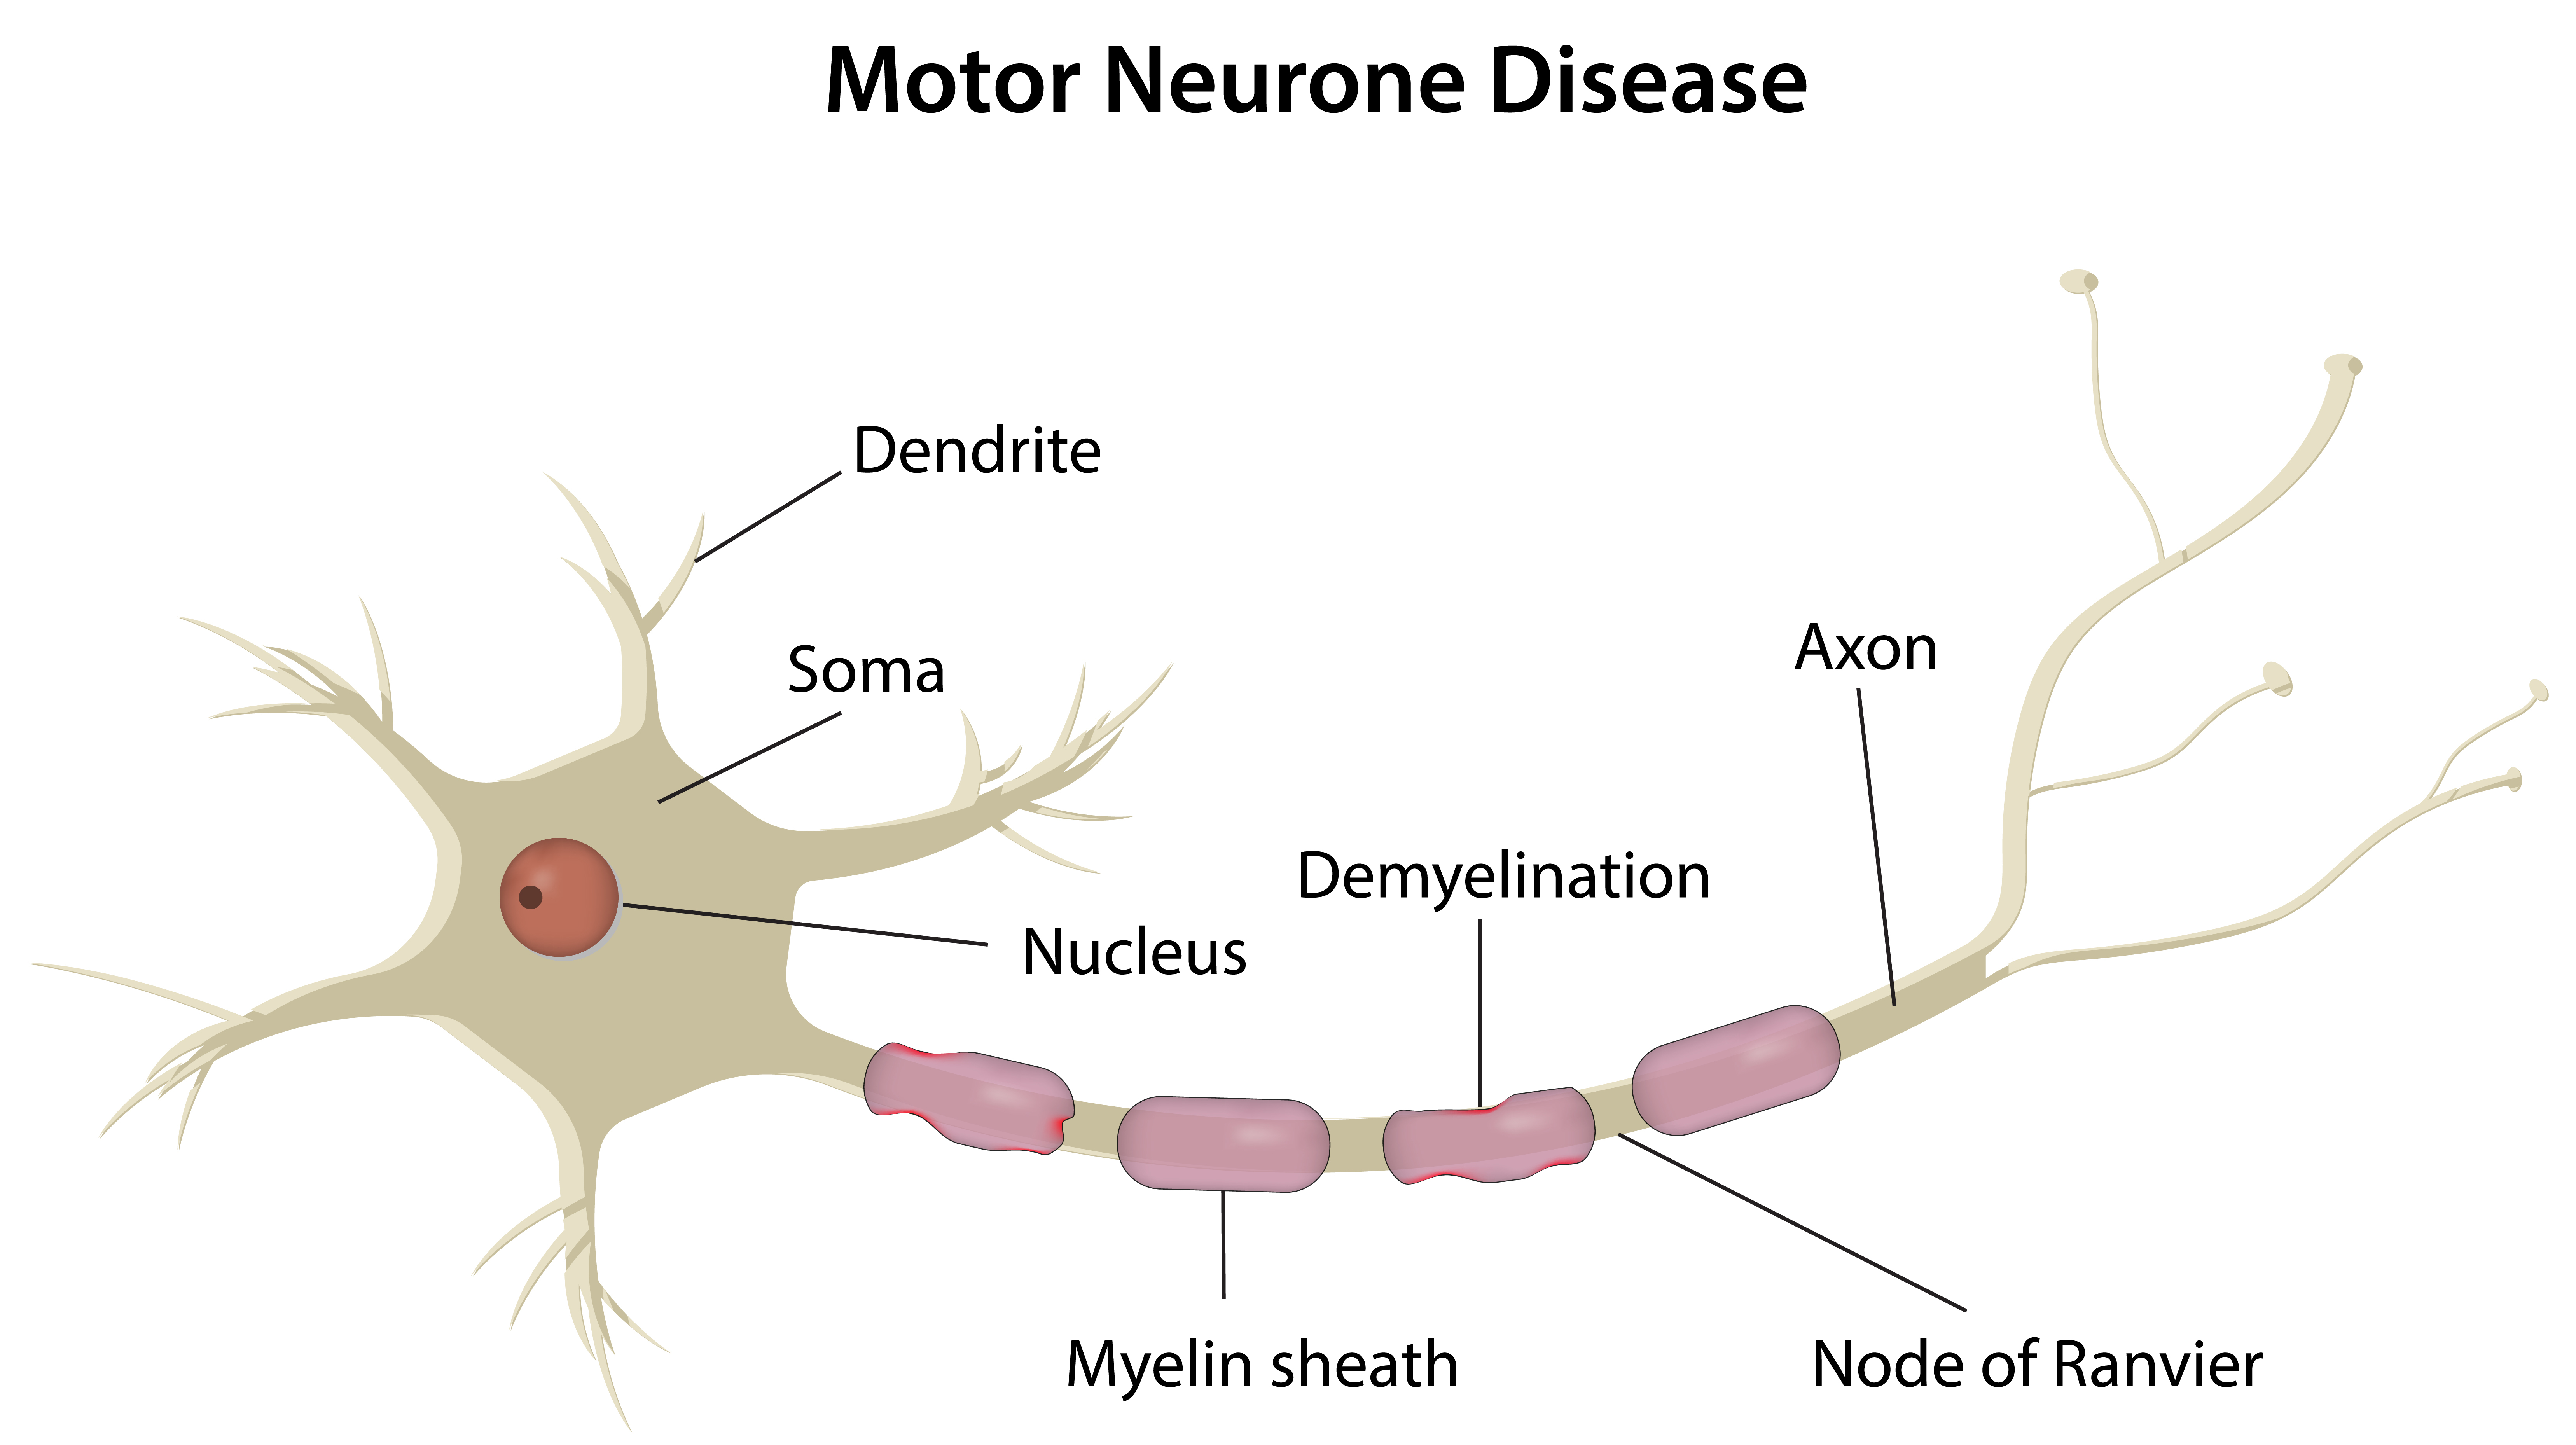 Motor Neurone Disease
Dendrite
Soma
Axon
Demyelination
Nucleus
Myelin sheath
Node of Ranvier